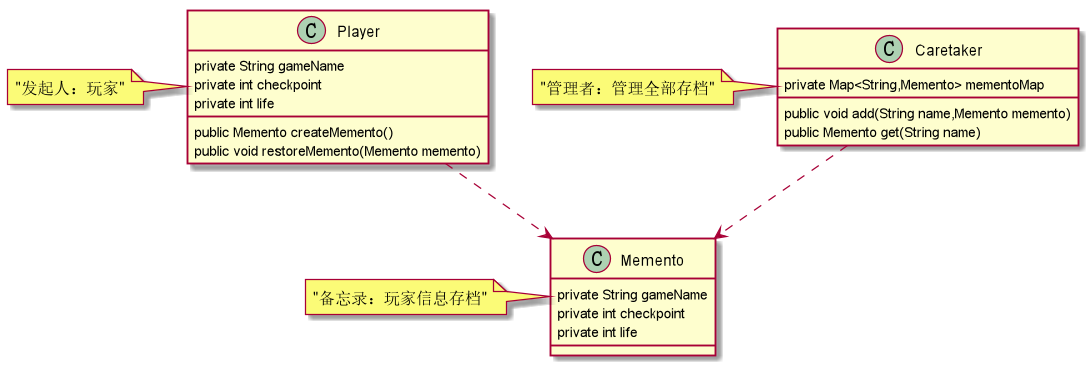 C Player
private String gameName
private int checkpoint
private int life
public Memento createMemento()
public void restoreMemento(Memento memento)
"发起人：玩家"
C Caretaker
private Map<String,Memento> mementoMap
public void add(String name,Memento memento)
public Memento get(String name)
"管理者：管理全部存档"
C Memento
private String gameName
private int checkpoint
private int life
"备忘录：玩家信息存档"